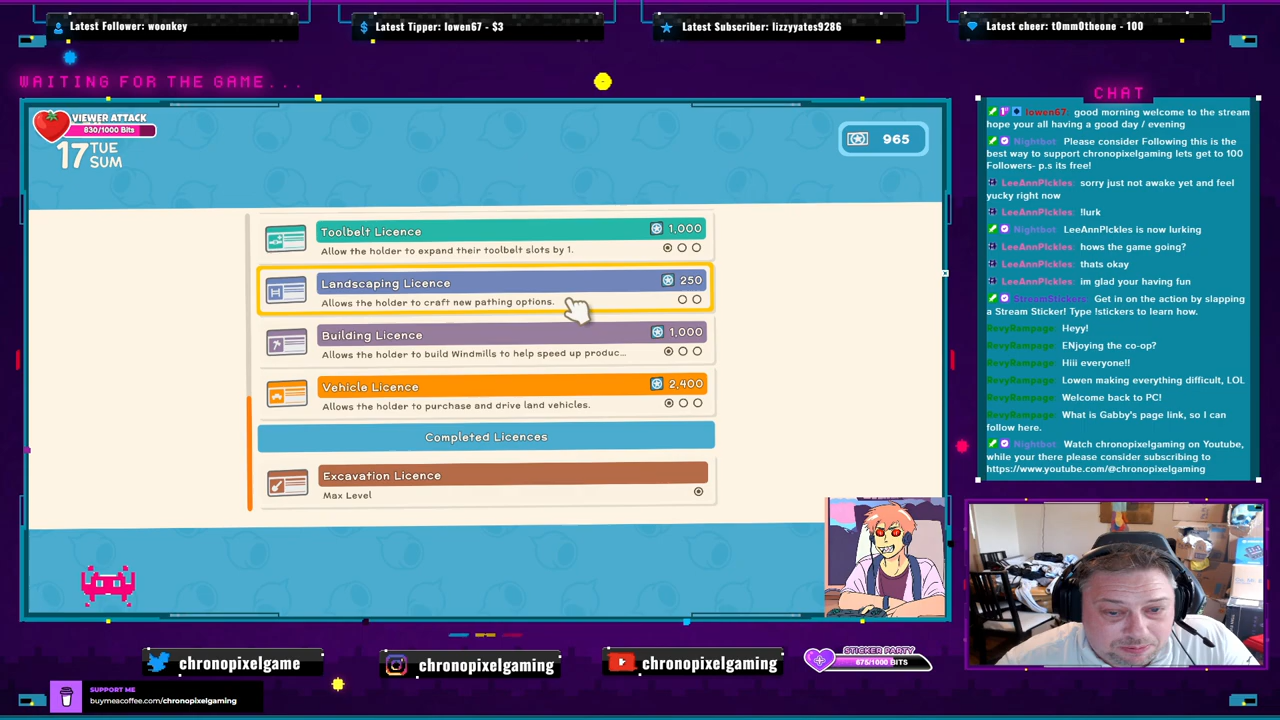 Latest Follower: woonkey
Latest Tipper: lowen67 - $3
Latest Subscriber: lizzyyates9286
Latest cheer: t0mm0theone - 100
WAITING FOR THE GAME...
VIEWER ATTACK
830/1000 Bits
17 TUE
SUM
965
Toolbelt Licence 1,000
Allow the holder to expand their toolbelt slots by 1.
Landscaping Licence 250
Allows the holder to craft new pathing options.
Building Licence 1,000
Allows the holder to build Windmills to help speed up produc...
Vehicle Licence 2,400
Allows the holder to purchase and drive land vehicles.
Completed Licences
Excavation Licence
Max Level
CHAT
lowen67: good morning welcome to the stream
hope your all having a good day / evening
Nightbot: Please consider Following this is the
best way to support chronopixelgaming lets get to 100
Followers- p.s its free!
LeeAnnPIckles: sorry just not awake yet and feel
yucky right now
LeeAnnPIckles: !lurk
Nightbot: LeeAnnPIckles is now lurking
LeeAnnPIckles: hows the game going?
LeeAnnPIckles: thats okay
LeeAnnPIckles: im glad your having fun
StreamStickers: Get in on the action by slapping
a Stream Sticker! Type !stickers to learn how.
RevyRampage: Heyy!
RevyRampage: ENjoying the co-op?
RevyRampage: Hiii everyone!!
RevyRampage: Lowen making everything difficult, LOL
RevyRampage: Welcome back to PC!
RevyRampage: What is Gabby's page link, so I can
follow here.
Nightbot: Watch chronopixelgaming on Youtube,
while your there please consider subscribing to
https://www.youtube.com/@chronopixelgaming
chronopixelgame
chronopixelgaming
chronopixelgaming
STICKER PARTY
675/1000 BITS
SUPPORT ME
buymeacoffee.com/chronopixelgaming